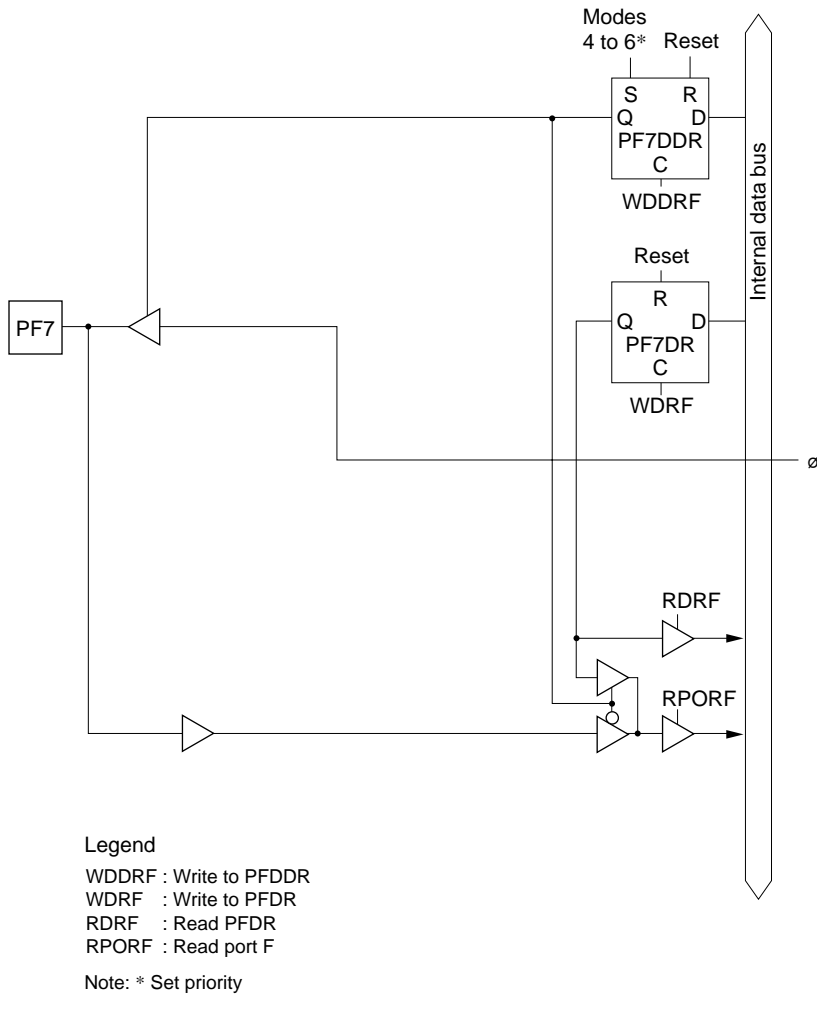 Modes
4 to 6* Reset
S R
Q D
PF7DDR
C
WDDRF
Internal data bus
Reset
R
Q D
PF7DR
C
WDRF
PF7
ø
RDRF
RPORF
Legend
WDDRF : Write to PFDDR
WDRF : Write to PFDR
RDRF : Read PFDR
RPORF : Read port F
Note: * Set priority